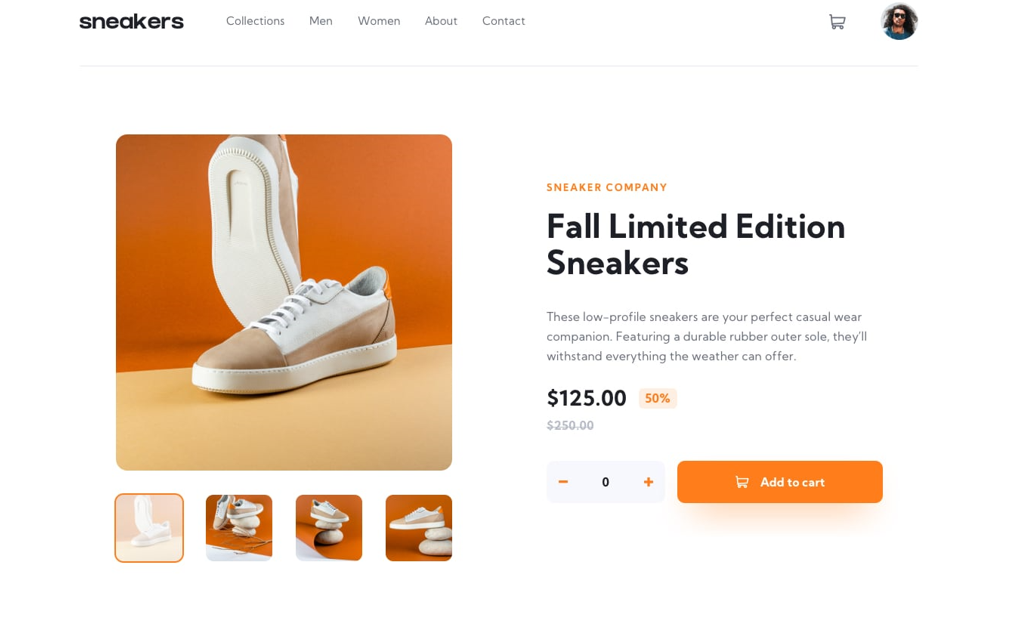 sneakers
Collections Men Women About Contact
SNEAKER COMPANY
Fall Limited Edition
Sneakers
These low-profile sneakers are your perfect casual wear
companion. Featuring a durable rubber outer sole, they'll
withstand everything the weather can offer.
$125.00 50%
$250.00
0
Add to cart